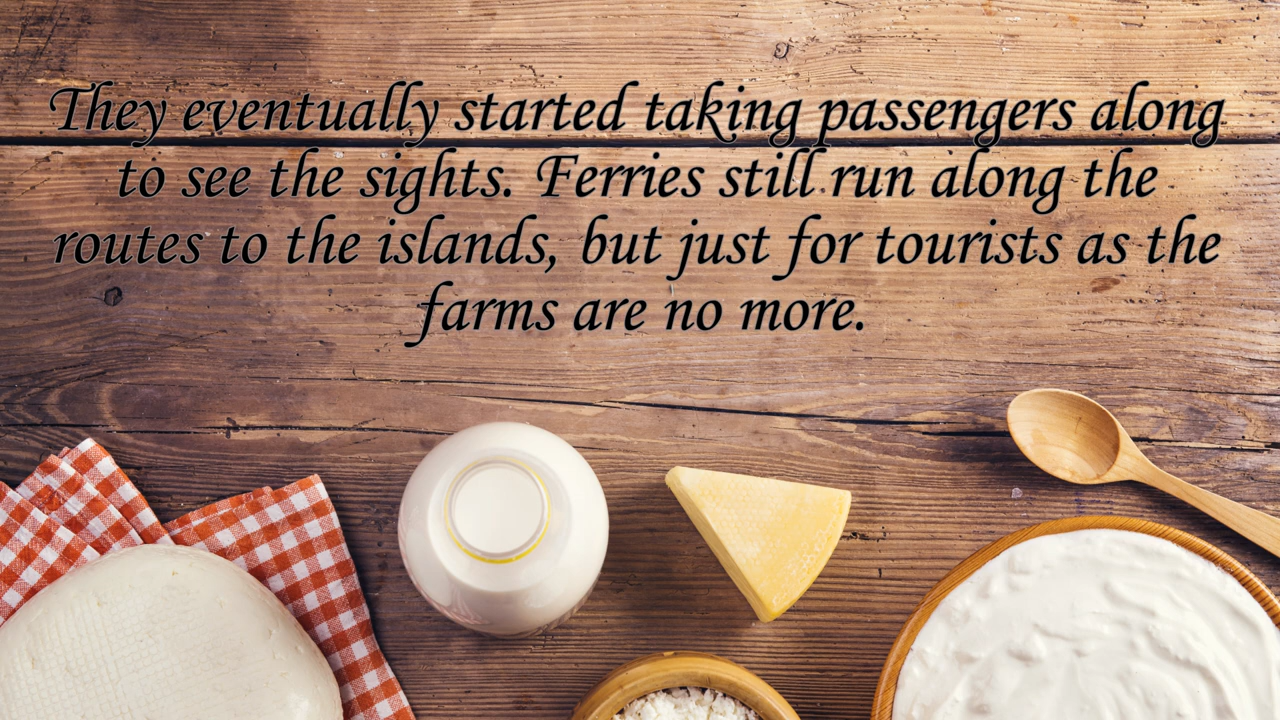 They eventually started taking passengers along
to see the sights. Ferries still run along the
routes to the islands, but just for tourists as the
farms are no more.